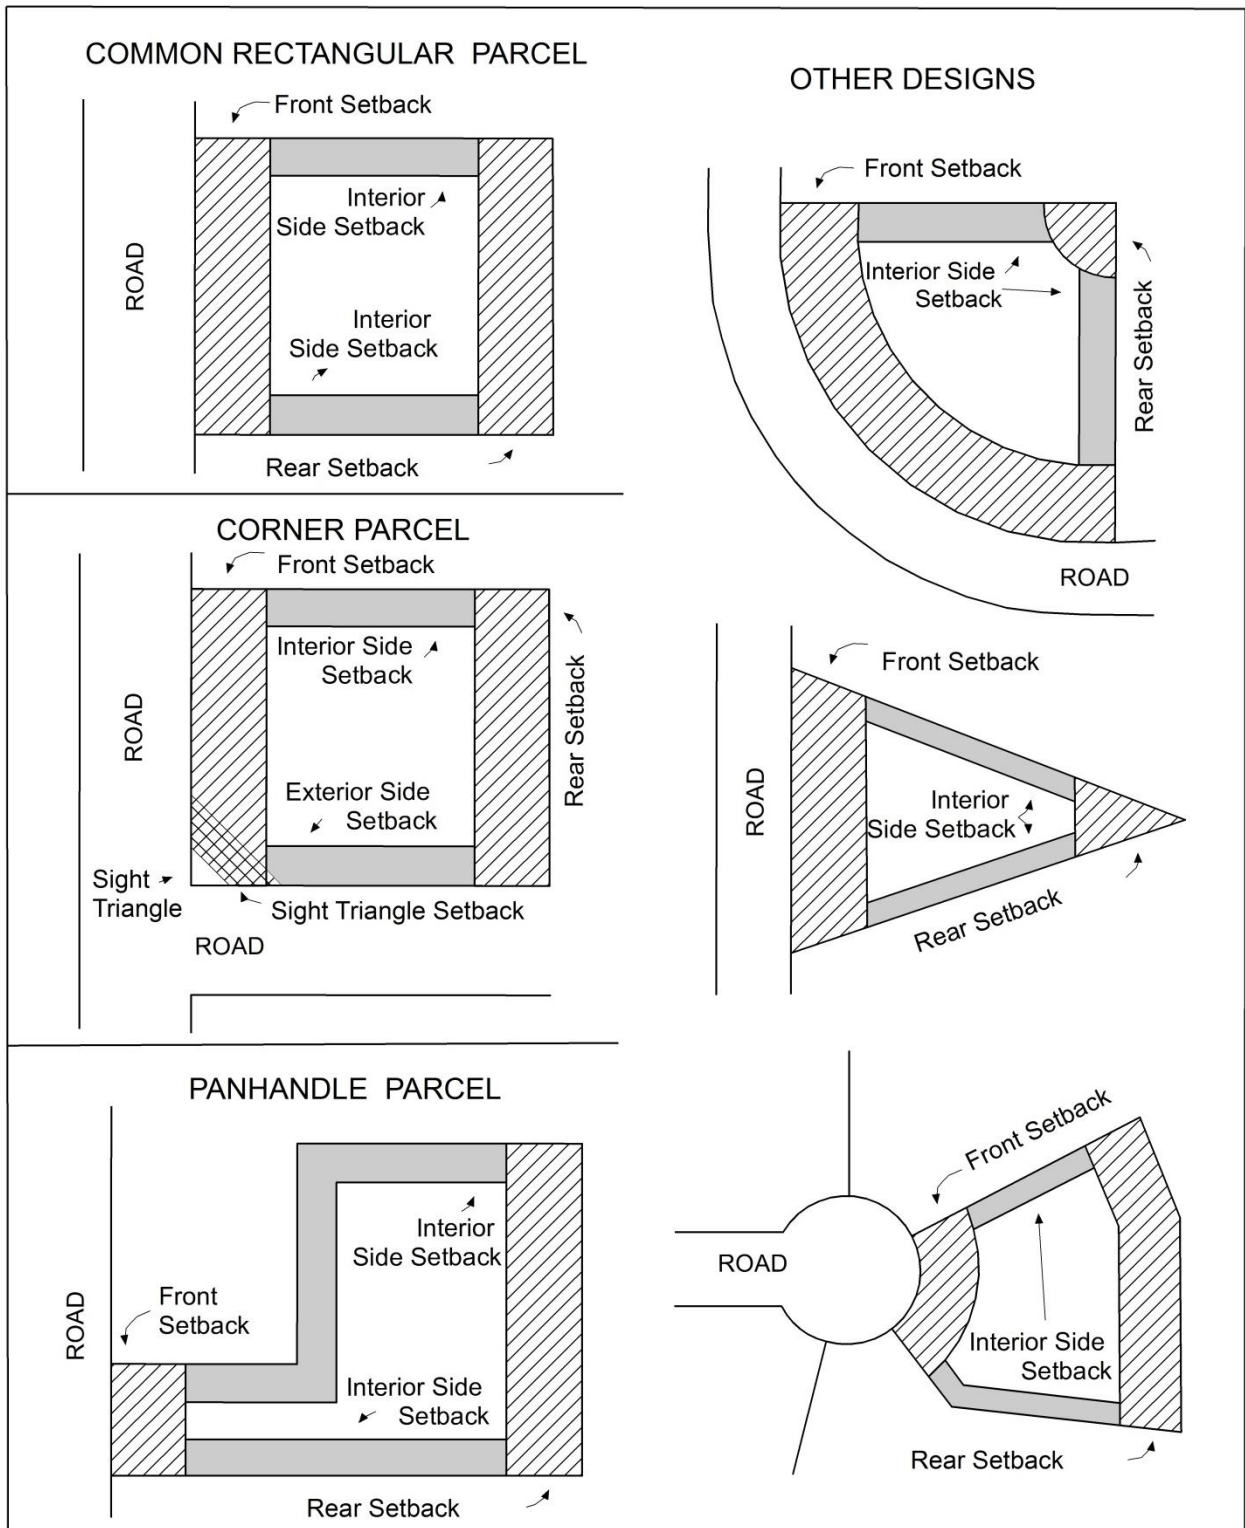 COMMON RECTANGULAR PARCEL
Front Setback
ROAD
Interior
Side Setback
Interior
Side Setback
Rear Setback
CORNER PARCEL
Front Setback
ROAD
Interior Side
Setback
Rear Setback
Exterior Side
Setback
Sight
Triangle
Sight Triangle Setback
ROAD
PANHANDLE PARCEL
ROAD
Front
Setback
Interior
Side Setback
Interior Side
Setback
Rear Setback
OTHER DESIGNS
Front Setback
Interior Side
Setback
Rear Setback
ROAD
Front Setback
ROAD
Interior
Side Setback
Rear Setback
Front Setback
ROAD
Interior Side
Setback
Rear Setback